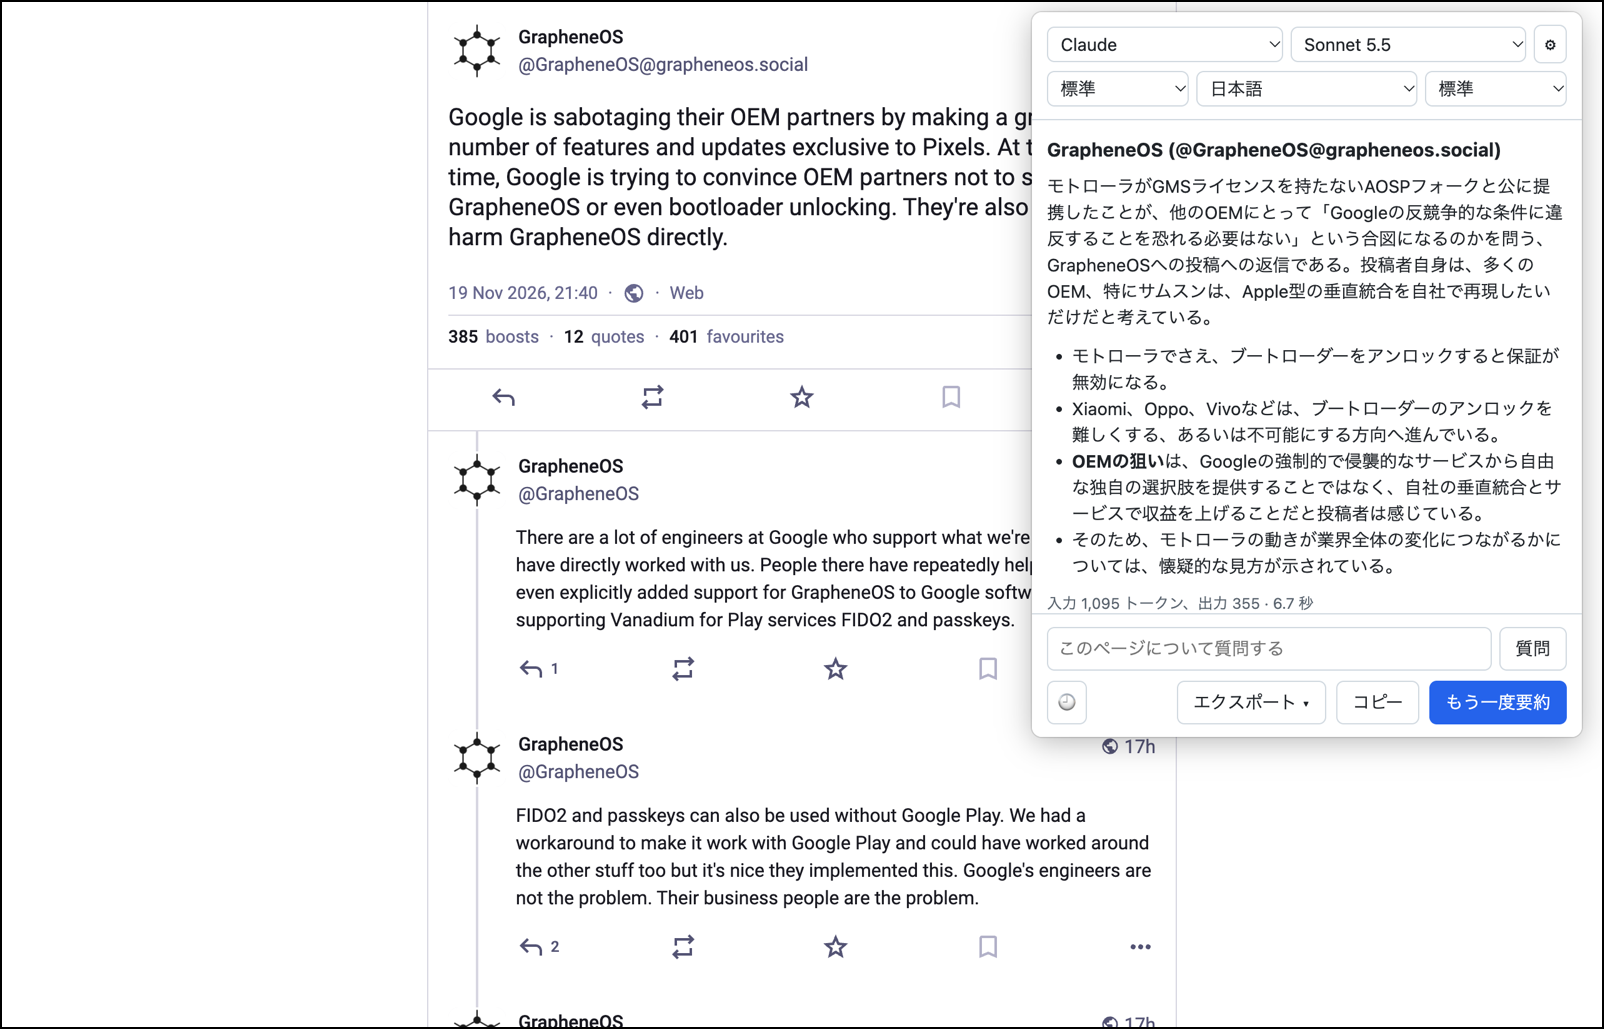 GrapheneOS
@GrapheneOS@grapheneos.social
Google is sabotaging their OEM partners by making a
number of features and updates exclusive to Pixels. At
time, Google is trying to convince OEM partners not to
GrapheneOS or even bootloader unlocking. They're also
harm GrapheneOS directly.
19 Nov 2026, 21:40 · Web
385 boosts · 12 quotes · 401 favourites
GrapheneOS
@GrapheneOS
There are a lot of engineers at Google who support what we're
have directly worked with us. People there have repeatedly
even explicitly added support for GrapheneOS to Google
supporting Vanadium for Play services FIDO2 and passkeys.
1
GrapheneOS
@GrapheneOS
17h
FIDO2 and passkeys can also be used without Google Play. We had a
workaround to make it work with Google Play and could have worked around
the other stuff too but it's nice they implemented this. Google's engineers are
not the problem. Their business people are the problem.
2
GrapheneOS
17h
Claude
Sonnet 5.5
標準
日本語
標準
GrapheneOS (@GrapheneOS@grapheneos.social)
モトローラがGMSライセンスを持たないAOSPフォークと公に提
携したことが、他のOEMにとって「Googleの反競争的な条件に違
反することを恐れる必要はない」という合図になるのかを問う、
GrapheneOSへの投稿への返信である。投稿者自身は、多くの
OEM、特にサムスンは、Apple型の垂直統合を自社で再現したい
だけだと考えている。
• モトローラでさえ、ブートローダーをアンロックすると保証が
無効になる。
• Xiaomi、Oppo、Vivoなどは、ブートローダーのアンロックを
難しくする、あるいは不可能にする方向へ進んでいる。
• OEMの狙いは、Googleの強制的で侵襲的なサービスから自由
な独自の選択肢を提供することではなく、自社の垂直統合とサ
ービスで収益を上げることだと投稿者は感じている。
• そのため、モトローラの動きが業界全体の変化につながるかに
ついては、懐疑的な見方が示されている。
入力 1,095 トークン、出力 355 · 6.7 秒
このページについて質問する
質問
エクスポート ▾
コピー
もう一度要約